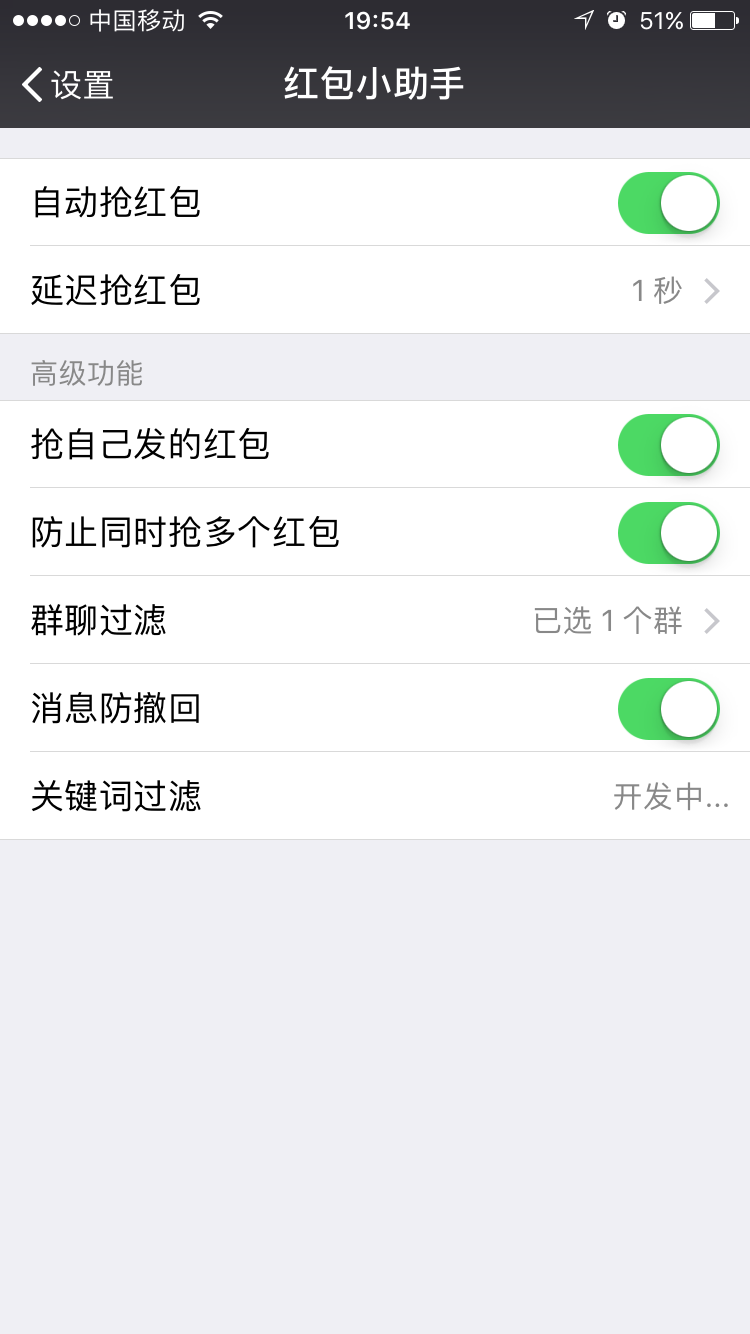 中国移动 19:54 51%
设置 红包小助手
自动抢红包
延迟抢红包 1 秒
高级功能
抢自己发的红包
防止同时抢多个红包
群聊过滤 已选 1 个群
消息防撤回
关键词过滤 开发中...